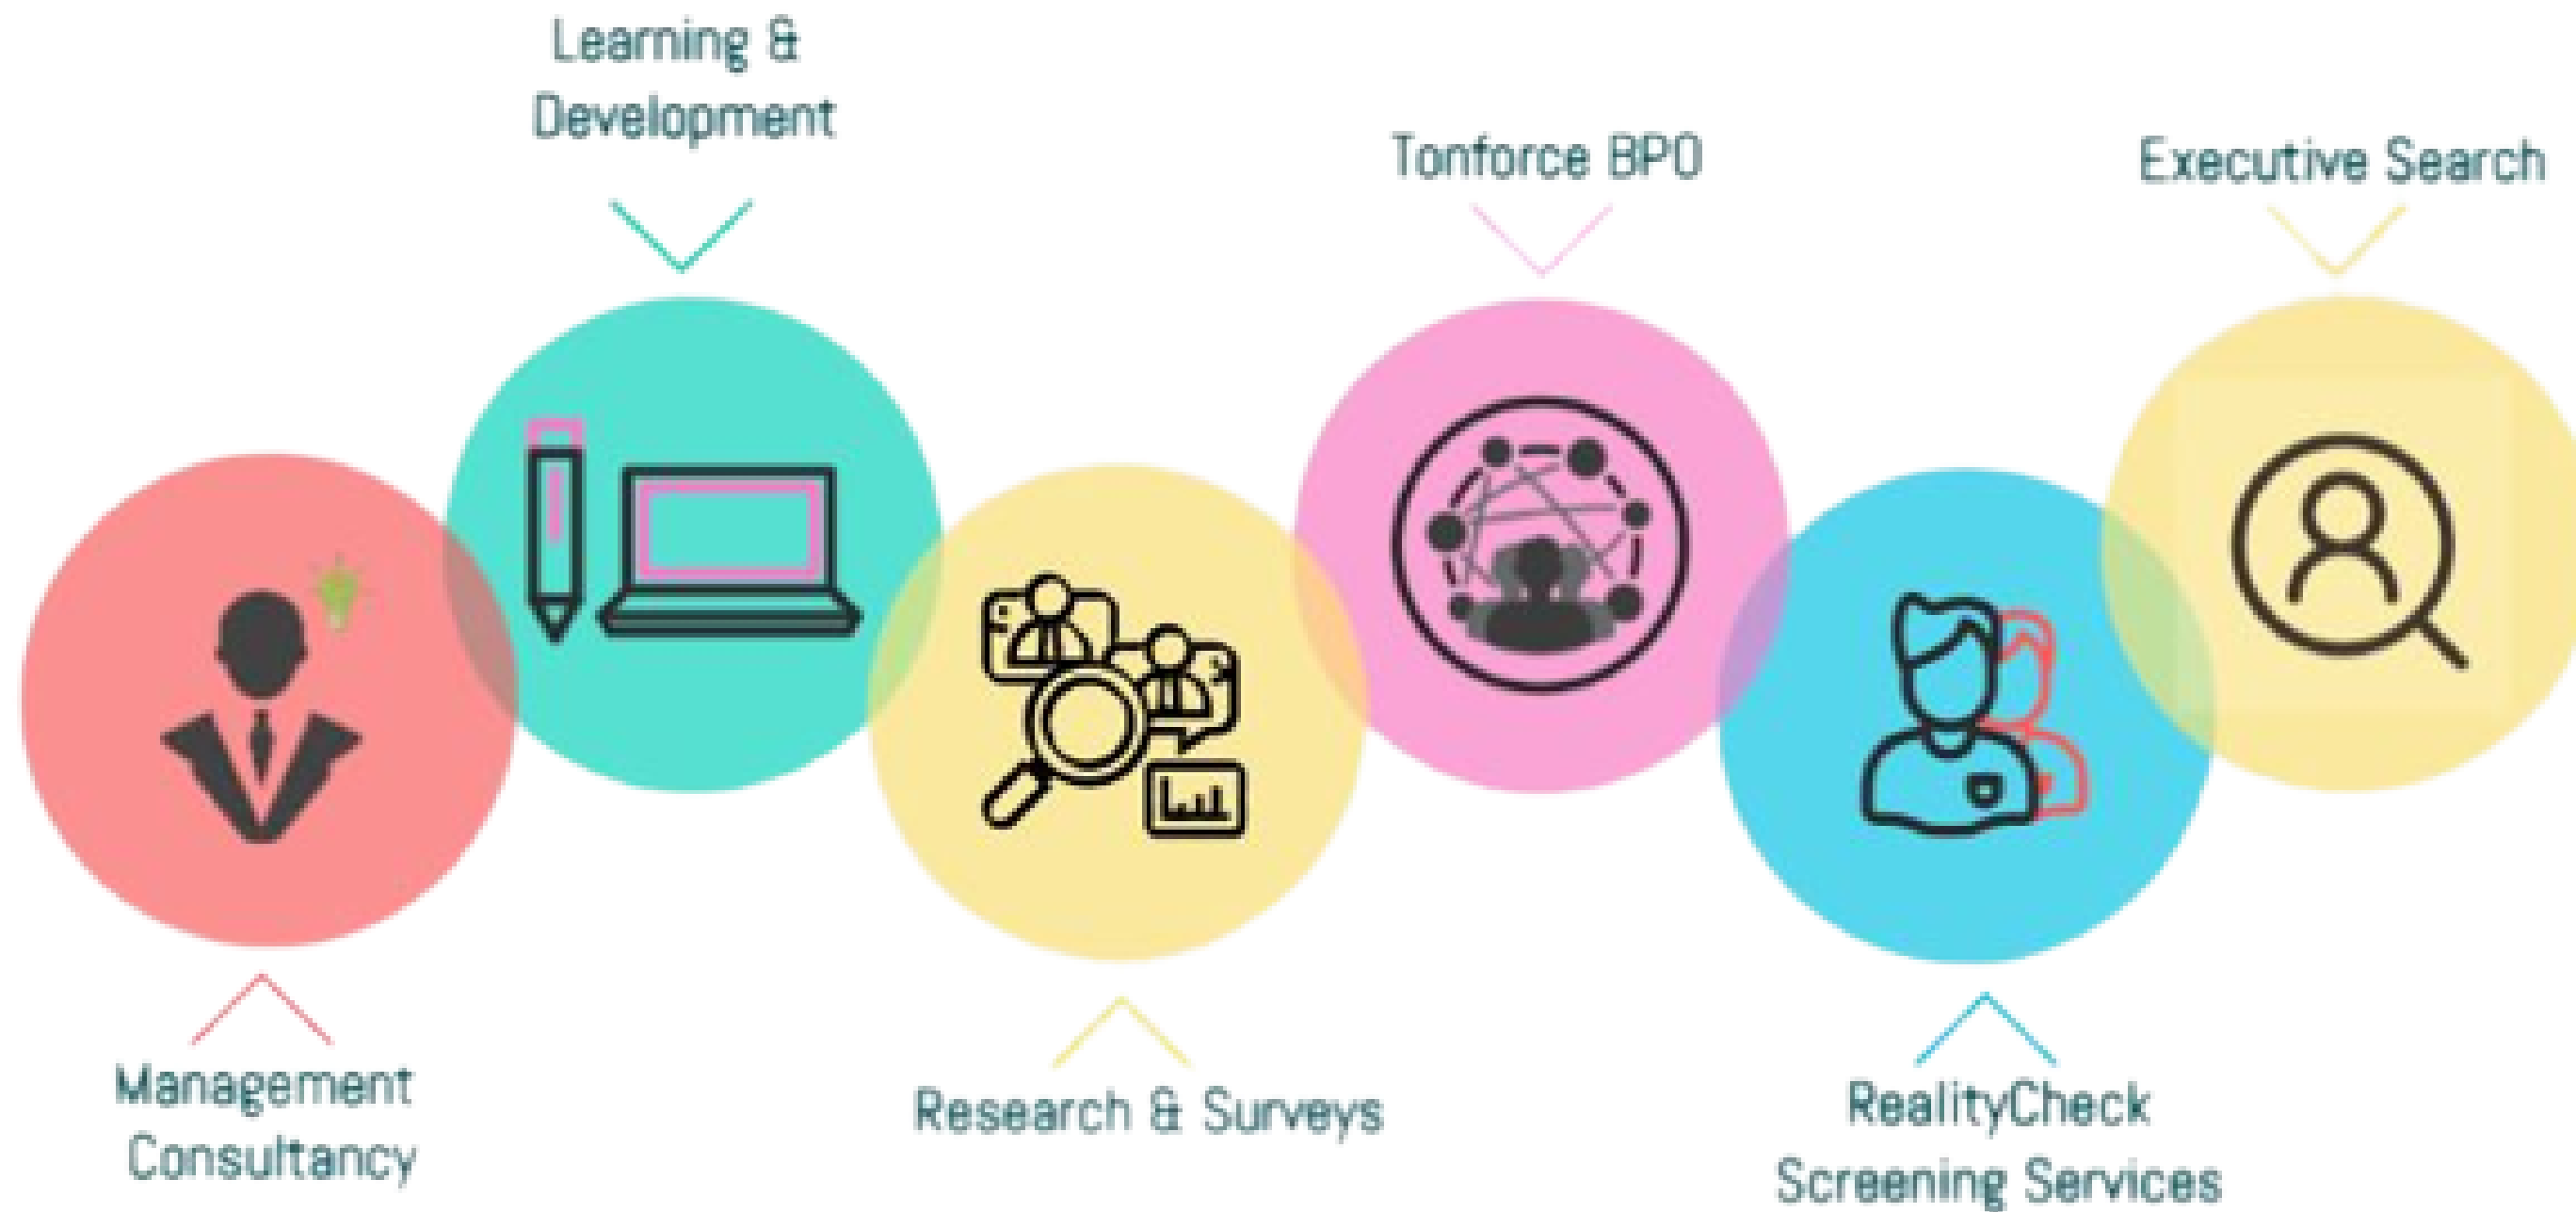 Learning &
Development
Tonforce BPO
Executive Search
Management
Consultancy
Research & Surveys
RealityCheck
Screening Services